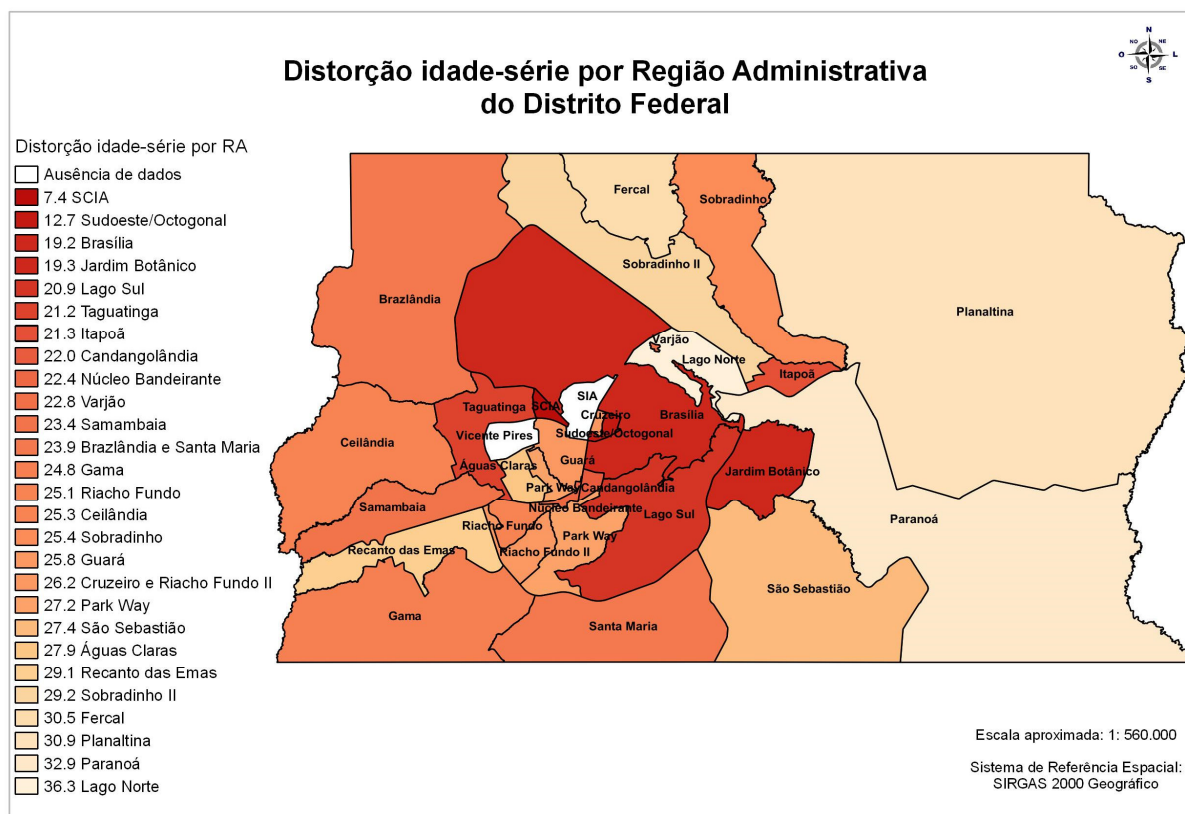 Distorção idade-série por Região Administrativa
do Distrito Federal
NO
N
NE
O
L
SO
S
SE
Distorção idade-série por RA
Ausência de dados
7.4 SCIA
12.7 Sudoeste/Octogonal
19.2 Brasília
19.3 Jardim Botânico
20.9 Lago Sul
21.2 Taguatinga
21.3 Itapoã
22.0 Candangolândia
22.4 Núcleo Bandeirante
22.8 Varjão
23.4 Samambaia
23.9 Brazlândia e Santa Maria
24.8 Gama
25.1 Riacho Fundo
25.3 Ceilândia
25.4 Sobradinho
25.8 Guará
26.2 Cruzeiro e Riacho Fundo II
27.2 Park Way
27.4 São Sebastião
27.9 Águas Claras
29.1 Recanto das Emas
29.2 Sobradinho II
30.5 Fercal
30.9 Planaltina
32.9 Paranoá
36.3 Lago Norte
Fercal
Sobradinho
Sobradinho II
Brazlândia
Planaltina
Varjão
Lago Norte
Itapoã
SIA
SCIA
Taguatinga
Cruzeiro
Brasília
Vicente Pires
Sudoeste/Octogonal
Ceilândia
Guará
Águas Claras
Jardim Botânico
Park Way
Candangolândia
Samambaia
Núcleo Bandeirante
Lago Sul
Paranoá
Riacho Fundo
Park Way
Recanto das Emas
Riacho Fundo II
São Sebastião
Gama
Santa Maria
Escala aproximada: 1: 560.000
Sistema de Referência Espacial:
SIRGAS 2000 Geográfico